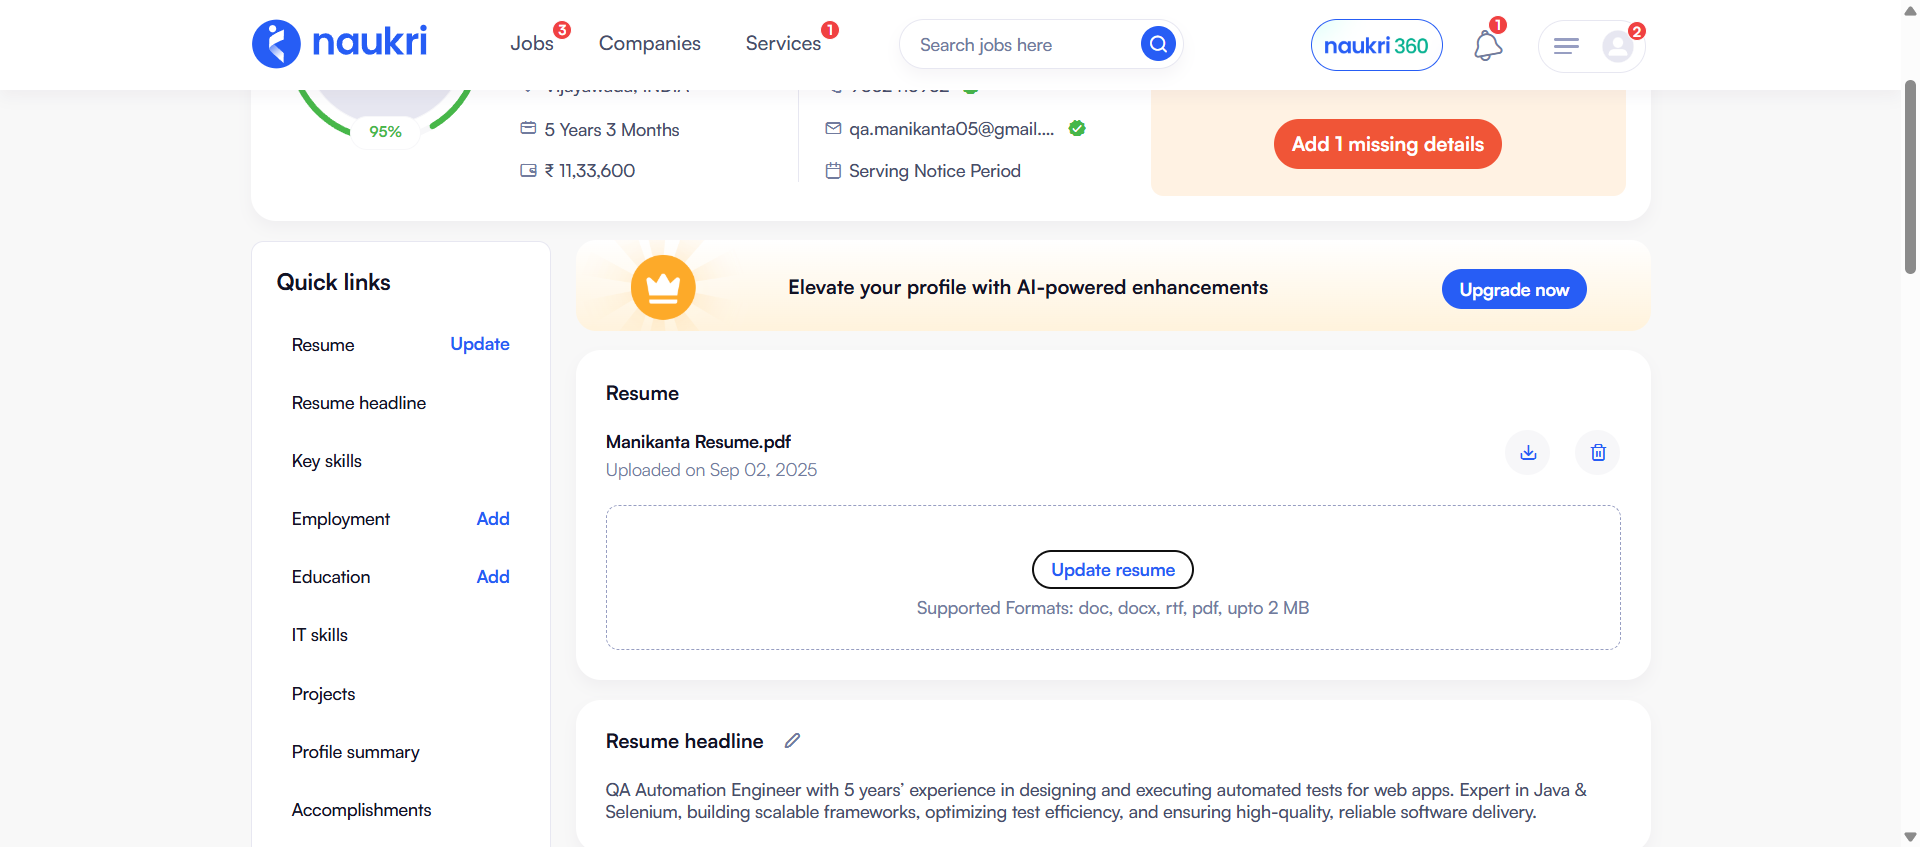 naukri
Jobs 3
Companies
Services 1
Search jobs here
naukri 360
1
2
95%
5 Years 3 Months
₹ 11,33,600
qa.manikanta05@gmail....
Serving Notice Period
Add 1 missing details
Quick links
Resume Update
Resume headline
Key skills
Employment Add
Education Add
IT skills
Projects
Profile summary
Accomplishments
Elevate your profile with AI-powered enhancements
Upgrade now
Resume
Manikanta Resume.pdf
Uploaded on Sep 02, 2025
Update resume
Supported Formats: doc, docx, rtf, pdf, upto 2 MB
Resume headline
QA Automation Engineer with 5 years’ experience in designing and executing automated tests for web apps. Expert in Java &
Selenium, building scalable frameworks, optimizing test efficiency, and ensuring high-quality, reliable software delivery.